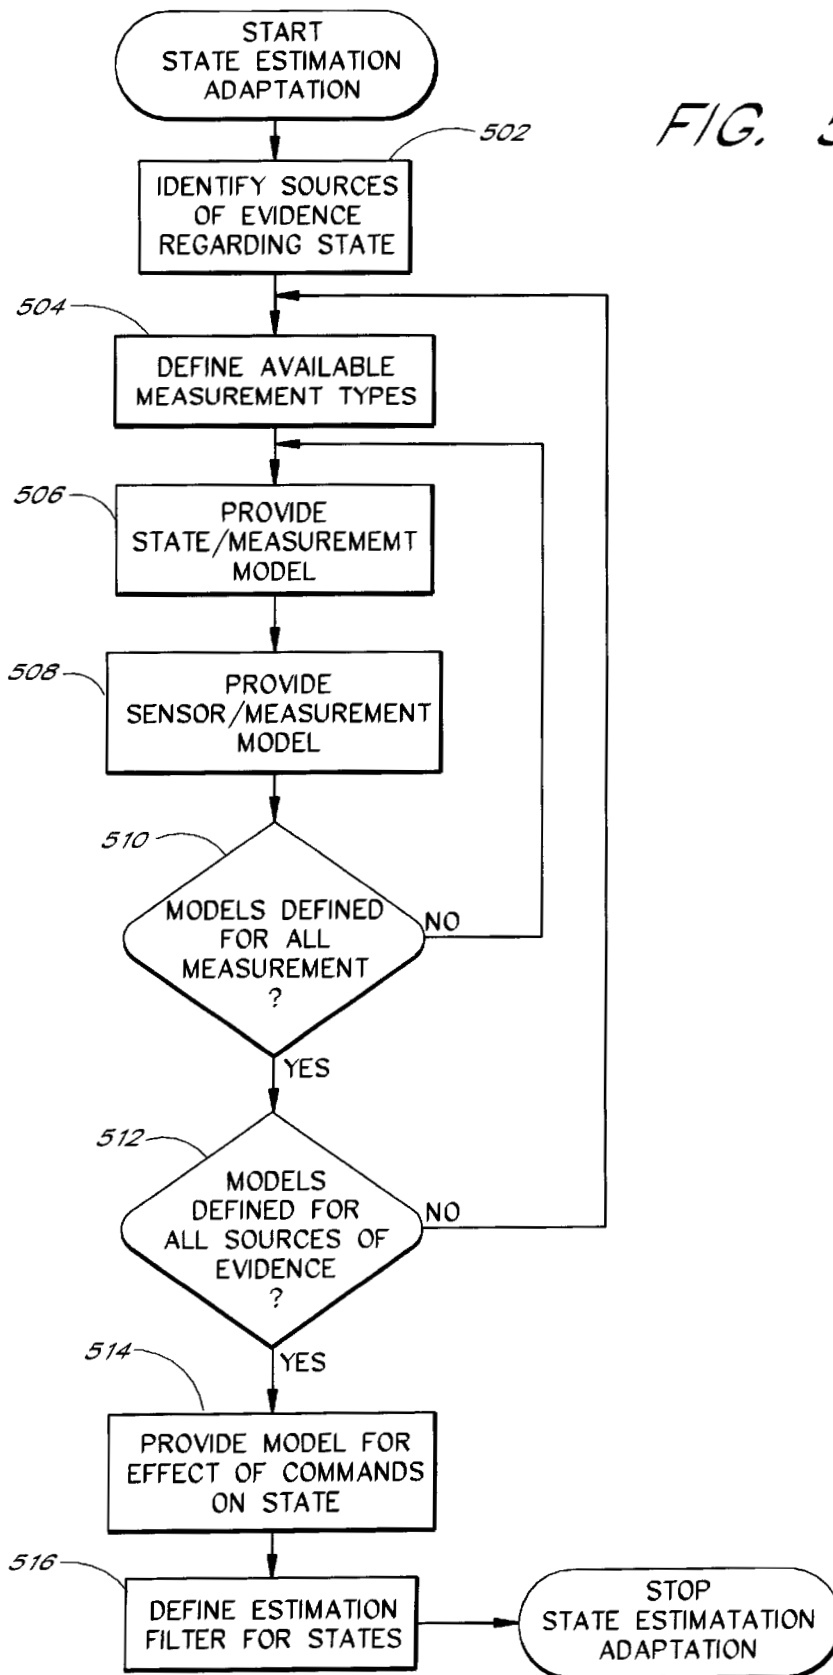 START
STATE ESTIMATION
ADAPTATION
FIG. 5
502
IDENTIFY SOURCES
OF EVIDENCE
REGARDING STATE
504
DEFINE AVAILABLE
MEASUREMENT TYPES
506
PROVIDE
STATE/MEASUREMEMT
MODEL
508
PROVIDE
SENSOR/MEASUREMENT
MODEL
510
MODELS DEFINED
FOR ALL
MEASUREMENT
?
NO
YES
512
MODELS
DEFINED FOR
ALL SOURCES OF
EVIDENCE
?
NO
YES
514
PROVIDE MODEL FOR
EFFECT OF COMMANDS
ON STATE
516
DEFINE ESTIMATION
FILTER FOR STATES
STOP
STATE ESTIMATATION
ADAPTATION